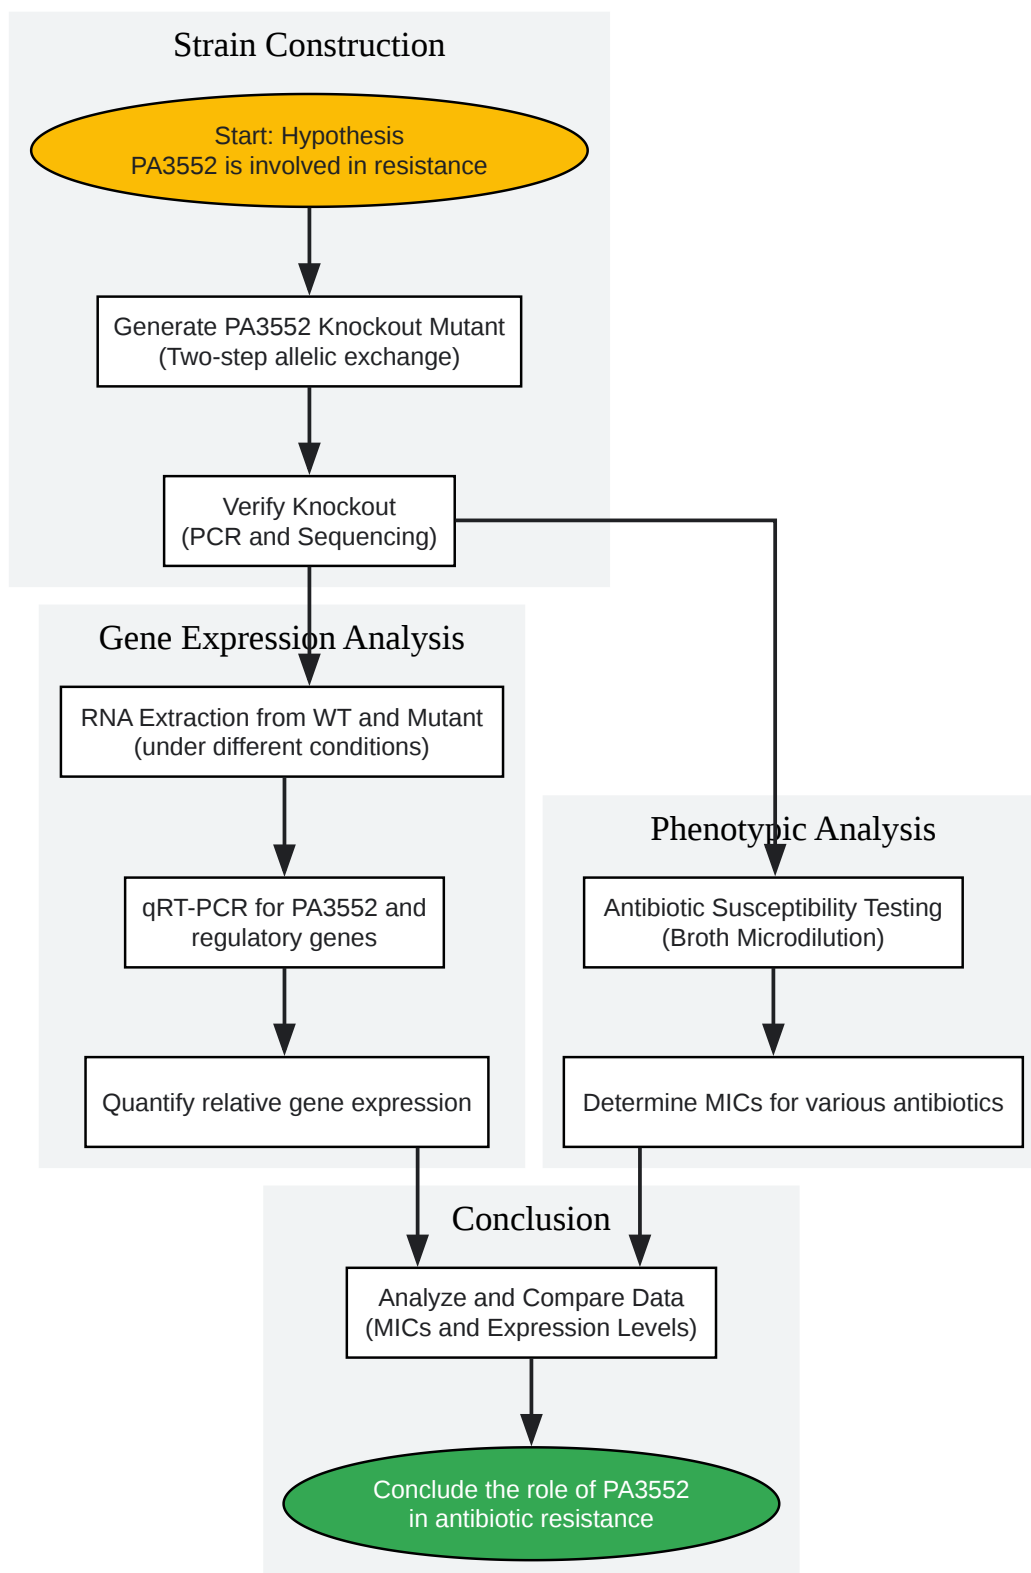 Strain Construction
Start: Hypothesis
PA3552 is involved in resistance
Generate PA3552 Knockout Mutant
(Two-step allelic exchange)
Verify Knockout
(PCR and Sequencing)
Gene Expression Analysis
RNA Extraction from WT and Mutant
(under different conditions)
qRT-PCR for PA3552 and
regulatory genes
Quantify relative gene expression
Phenotypic Analysis
Antibiotic Susceptibility Testing
(Broth Microdilution)
Determine MICs for various antibiotics
Conclusion
Analyze and Compare Data
(MICs and Expression Levels)
Conclude the role of PA3552
in antibiotic resistance